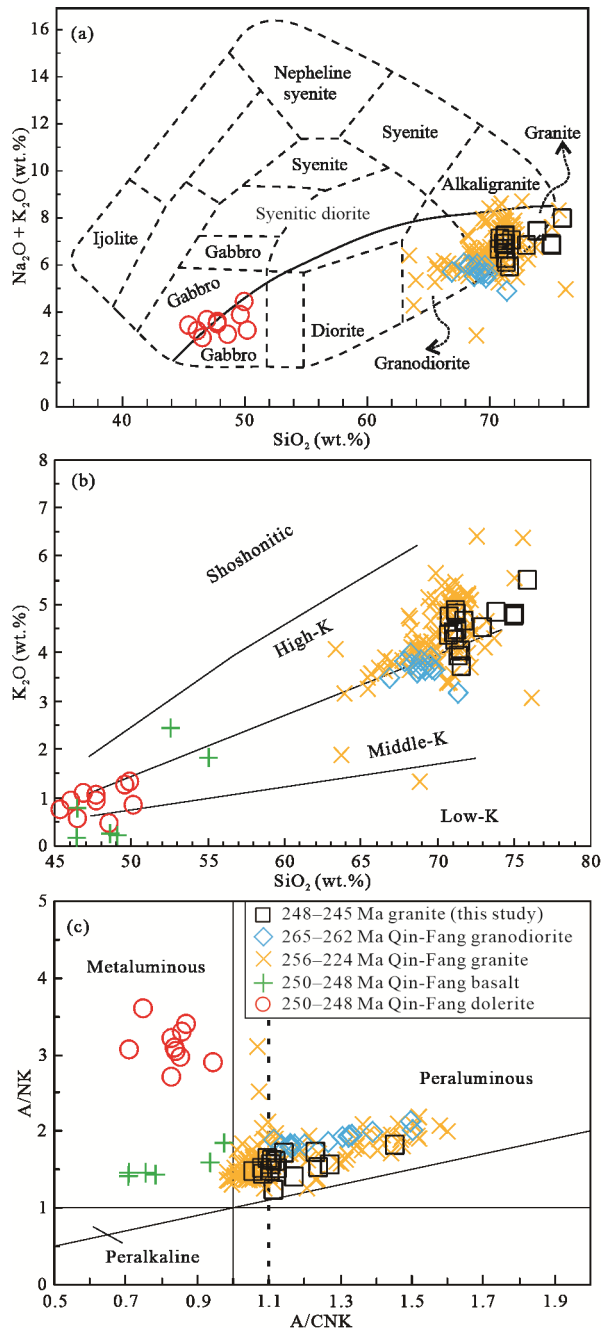 (a)
16
14
12
10
8
6
4
2
0
Na₂O + K₂O (wt.%)
Nepheline
syenite
Syenite
Granite
Syenite
Alkaligranite
Syenitic diorite
Ijolite
Gabbro
Gabbro
Gabbro
Diorite
Granodiorite
40 50 60 70
SiO₂ (wt.%)
(b)
8
7
6
5
4
3
2
1
0
K₂O (wt.%)
Shoshonitic
High-K
Middle-K
Low-K
45 50 55 60 65 70 75 80
SiO₂ (wt.%)
(c)
5
4
3
2
1
0
A/NK
248–245 Ma granite (this study)
265–262 Ma Qin-Fang granodiorite
256–224 Ma Qin-Fang granite
250–248 Ma Qin-Fang basalt
250–248 Ma Qin-Fang dolerite
Metaluminous
Peraluminous
Peralkaline
0.5 0.7 0.9 1.1 1.3 1.5 1.7 1.9
A/CNK